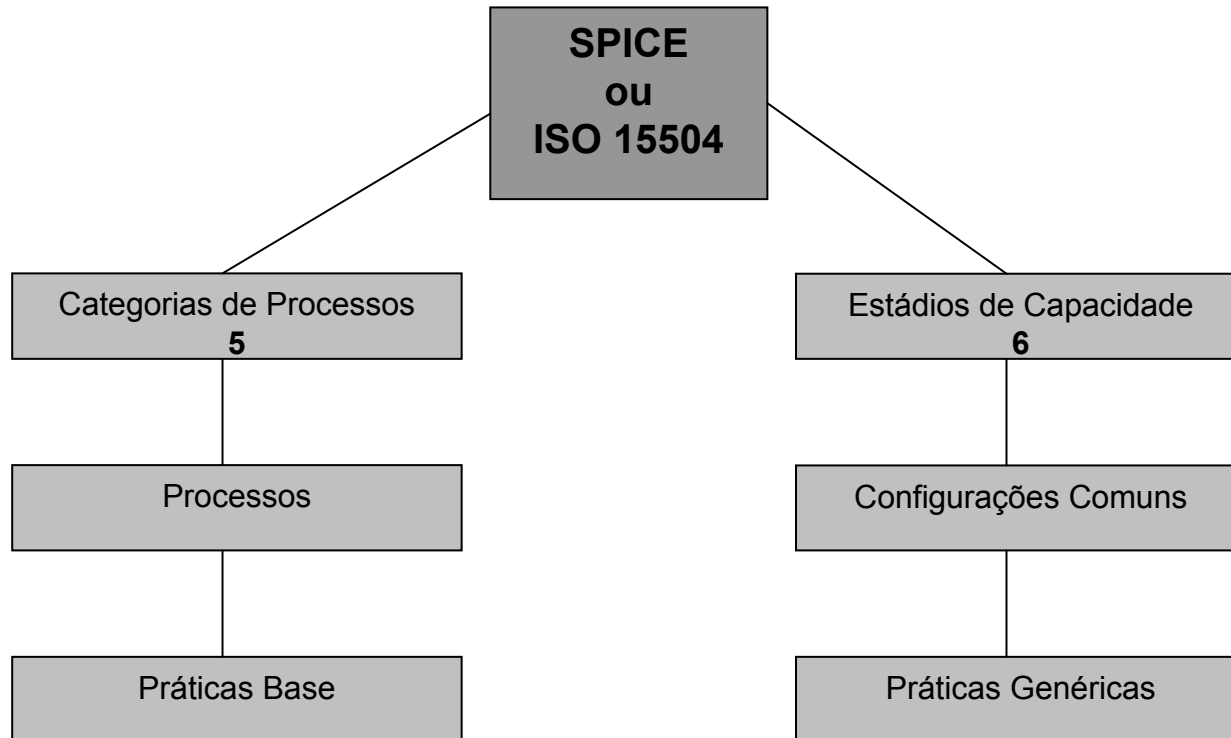 SPICE
ou
ISO 15504
Categorias de Processos
5
Estádios de Capacidade
6
Processos
Configurações Comuns
Práticas Base
Práticas Genéricas